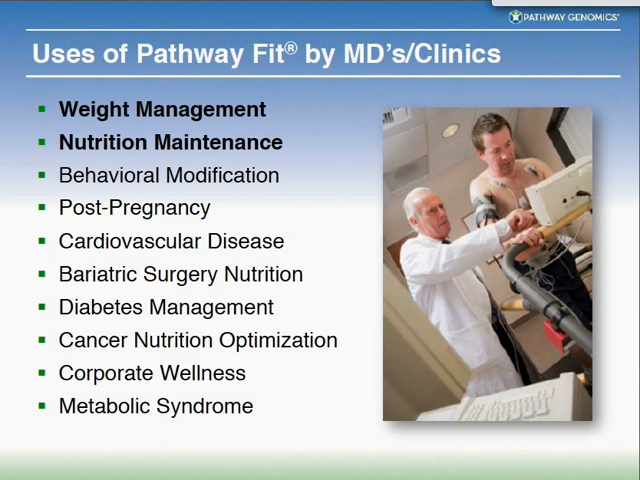 PATHWAY GENOMICS®
Uses of Pathway Fit® by MD's/Clinics
Weight Management
Nutrition Maintenance
Behavioral Modification
Post-Pregnancy
Cardiovascular Disease
Bariatric Surgery Nutrition
Diabetes Management
Cancer Nutrition Optimization
Corporate Wellness
Metabolic Syndrome